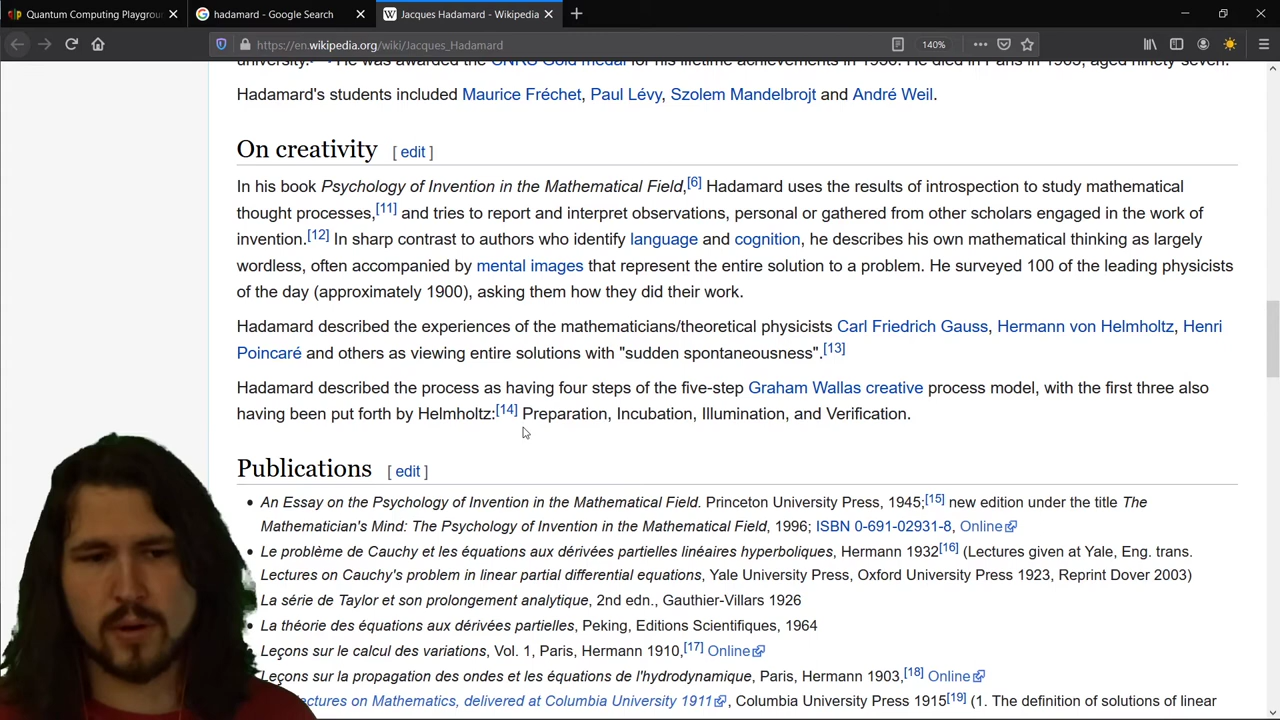 Quantum Computing Playgrou
hadamard - Google Search
Jacques Hadamard - Wikipedia
https://en.wikipedia.org/wiki/Jacques_Hadamard
140%
university. He was awarded the CNRS Gold medal for his lifetime achievements in 1956. He died in Paris in 1963, aged ninety-seven.
Hadamard's students included Maurice Fréchet, Paul Lévy, Szolem Mandelbrojt and André Weil.
On creativity [ edit ]
In his book Psychology of Invention in the Mathematical Field,[6] Hadamard uses the results of introspection to study mathematical
thought processes,[11] and tries to report and interpret observations, personal or gathered from other scholars engaged in the work of
invention.[12] In sharp contrast to authors who identify language and cognition, he describes his own mathematical thinking as largely
wordless, often accompanied by mental images that represent the entire solution to a problem. He surveyed 100 of the leading physicists
of the day (approximately 1900), asking them how they did their work.
Hadamard described the experiences of the mathematicians/theoretical physicists Carl Friedrich Gauss, Hermann von Helmholtz, Henri
Poincaré and others as viewing entire solutions with "sudden spontaneousness".[13]
Hadamard described the process as having four steps of the five-step Graham Wallas creative process model, with the first three also
having been put forth by Helmholtz:[14] Preparation, Incubation, Illumination, and Verification.
Publications [ edit ]
An Essay on the Psychology of Invention in the Mathematical Field. Princeton University Press, 1945;[15] new edition under the title The
Mathematician's Mind: The Psychology of Invention in the Mathematical Field, 1996; ISBN 0-691-02931-8, Online
Le problème de Cauchy et les équations aux dérivées partielles linéaires hyperboliques, Hermann 1932[16] (Lectures given at Yale, Eng. trans.
Lectures on Cauchy's problem in linear partial differential equations, Yale University Press, Oxford University Press 1923, Reprint Dover 2003)
La série de Taylor et son prolongement analytique, 2nd edn., Gauthier-Villars 1926
La théorie des équations aux dérivées partielles, Peking, Editions Scientifiques, 1964
Leçons sur le calcul des variations, Vol. 1, Paris, Hermann 1910,[17] Online
Leçons sur la propagation des ondes et les équations de l'hydrodynamique, Paris, Hermann 1903,[18] Online
lectures on Mathematics, delivered at Columbia University 1911, Columbia University Press 1915[19] (1. The definition of solutions of linear